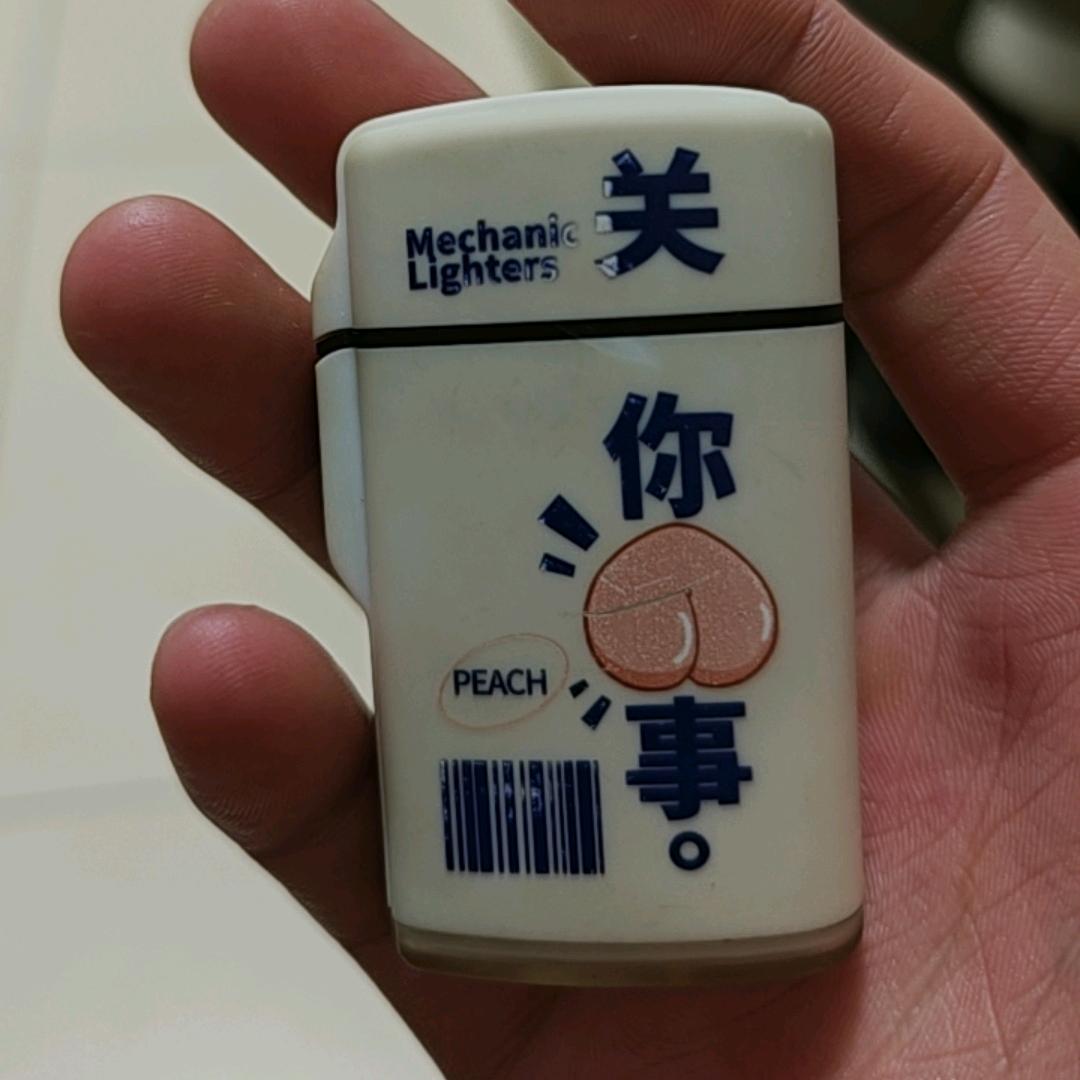 Mechanic
Lighters
关
你
事。
PEACH